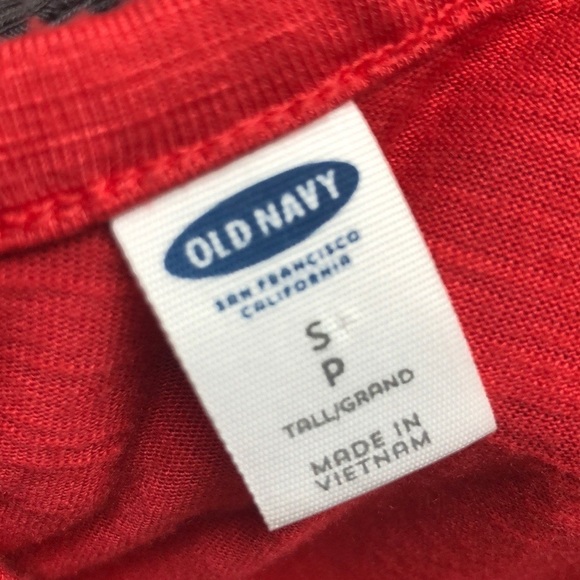 OLD NAVY
SAN FRANCISCO
CALIFORNIA
S
P
TALL/GRAND
MADE IN
VIETNAM